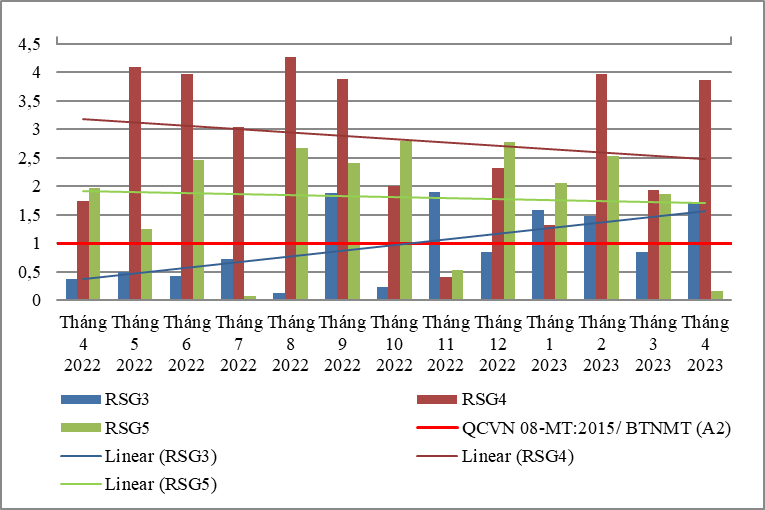 4,5
4
3,5
3
2,5
2
1,5
1
0,5
0
Tháng Tháng Tháng Tháng Tháng Tháng Tháng Tháng Tháng Tháng Tháng Tháng Tháng
4 5 6 7 8 9 10 11 12 1 2 3 4
2022 2022 2022 2022 2022 2022 2022 2022 2022 2023 2023 2023 2023
RSG3 RSG4
RSG5 QCVN 08-MT:2015/ BTNMT (A2)
Linear (RSG3) Linear (RSG4)
Linear (RSG5)